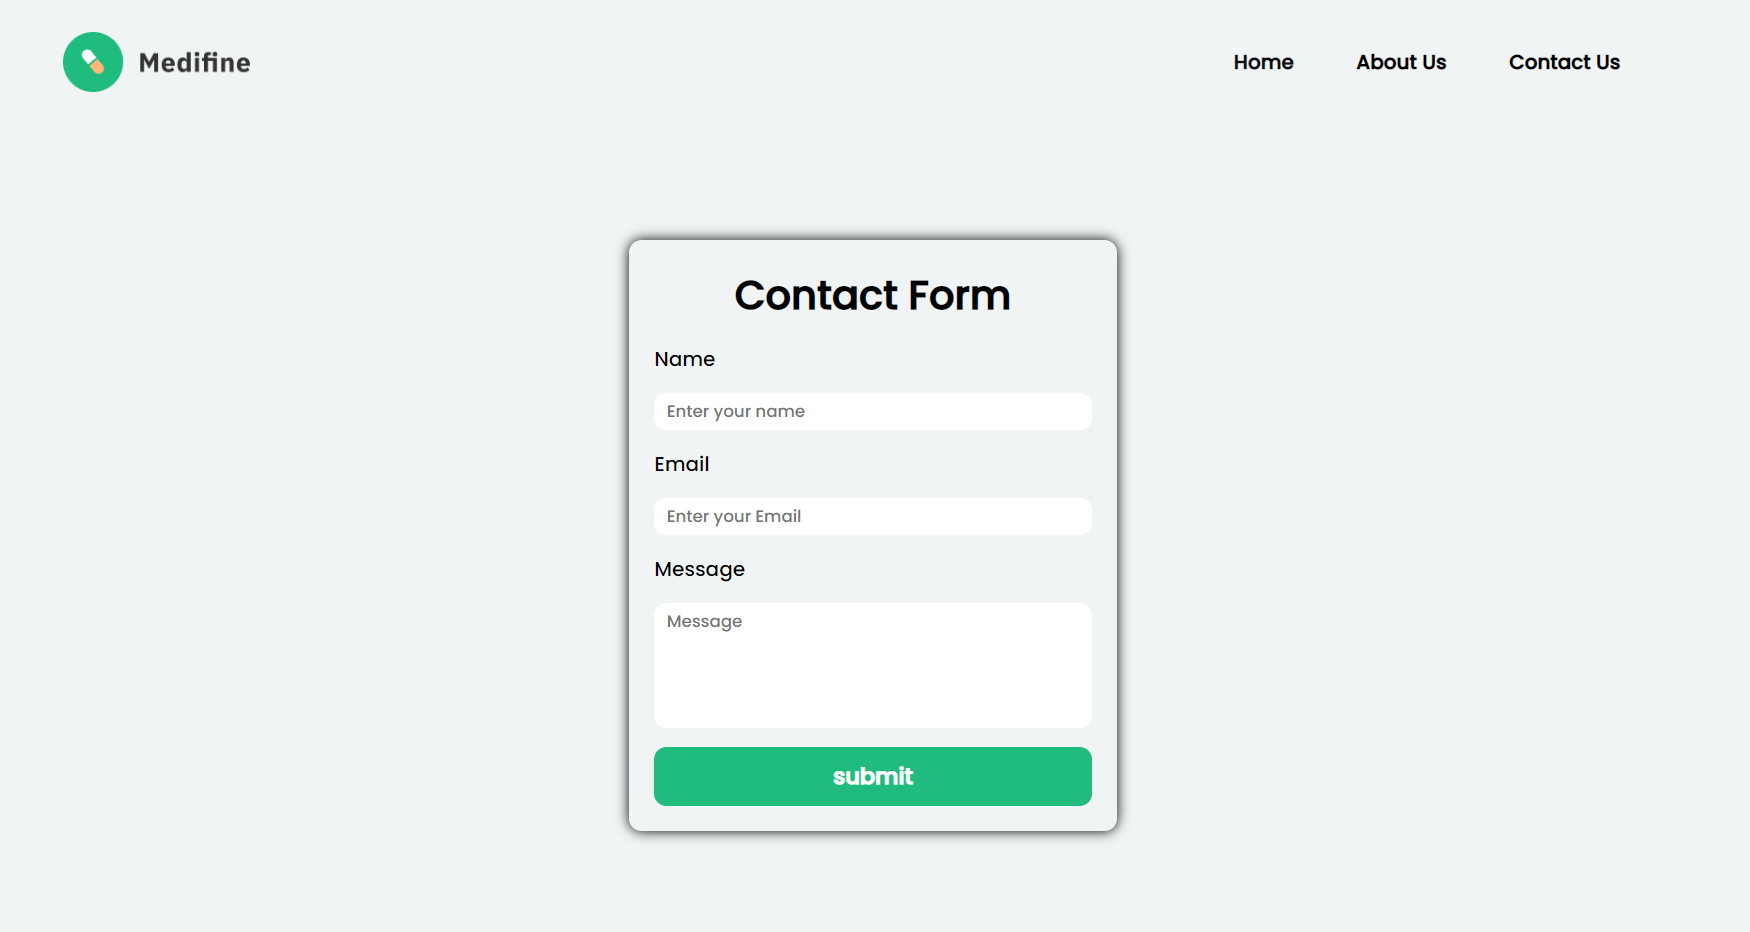 Medifine
Home About Us Contact Us
Contact Form
Name
Enter your name
Email
Enter your Email
Message
Message
submit